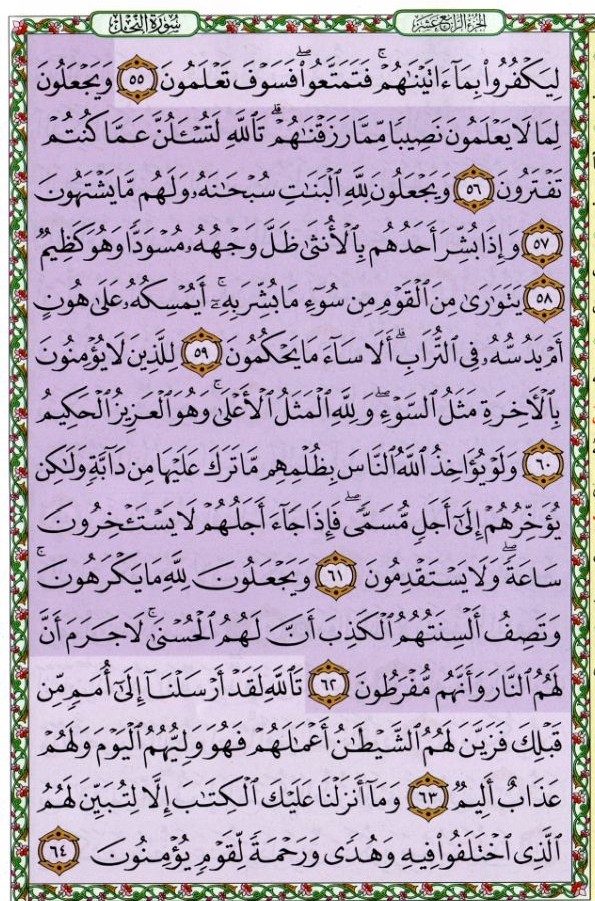 الجزء الرابع عشر
سورة النحل
لِيَكْفُرُوا۟ بِمَآ ءَاتَيْنَٰهُمْ ۚ فَتَمَتَّعُوا۟ ۖ فَسَوْفَ تَعْلَمُونَ ٥٥ وَيَجْعَلُونَ
لِمَا لَا يَعْلَمُونَ نَصِيبًا مِّمَّا رَزَقْنَٰهُمْ ۗ تَٱللَّهِ لَتُسْـَٔلُنَّ عَمَّا كُنتُمْ
تَفْتَرُونَ ٥٦ وَيَجْعَلُونَ لِلَّهِ ٱلْبَنَٰتِ سُبْحَٰنَهُۥ وَلَهُم مَّا يَشْتَهُونَ
٥٧ وَإِذَا بُشِّرَ أَحَدُهُم بِٱلْأُنثَىٰ ظَلَّ وَجْهُهُۥ مُسْوَدًّا وَهُوَ كَظِيمٌ
٥٨ يَتَوَٰرَىٰ مِنَ ٱلْقَوْمِ مِن سُوٓءِ مَا بُشِّرَ بِهِۦٓ ۚ أَيُمْسِكُهُۥ عَلَىٰ هُونٍ
أَمْ يَدُسُّهُۥ فِى ٱلتُّرَابِ ۗ أَلَا سَآءَ مَا يَحْكُمُونَ ٥٩ لِلَّذِينَ لَا يُؤْمِنُونَ
بِٱلْءَاخِرَةِ مَثَلُ ٱلسَّوْءِ ۖ وَلِلَّهِ ٱلْمَثَلُ ٱلْأَعْلَىٰ ۚ وَهُوَ ٱلْعَزِيزُ ٱلْحَكِيمُ
٦٠ وَلَوْ يُؤَاخِذُ ٱللَّهُ ٱلنَّاسَ بِظُلْمِهِم مَّا تَرَكَ عَلَيْهَا مِن دَآبَّةٍ وَلَٰكِن
يُؤَخِّرُهُمْ إِلَىٰٓ أَجَلٍ مُّسَمًّى ۖ فَإِذَا جَآءَ أَجَلُهُمْ لَا يَسْتَـْٔخِرُونَ
سَاعَةً ۖ وَلَا يَسْتَقْدِمُونَ ٦١ وَيَجْعَلُونَ لِلَّهِ مَا يَكْرَهُونَ ۚ
وَتَصِفُ أَلْسِنَتُهُمُ ٱلْكَذِبَ أَنَّ لَهُمُ ٱلْحُسْنَىٰ ۖ لَا جَرَمَ أَنَّ
لَهُمُ ٱلنَّارَ وَأَنَّهُم مُّفْرَطُونَ ٦٢ تَٱللَّهِ لَقَدْ أَرْسَلْنَآ إِلَىٰٓ أُمَمٍ مِّن
قَبْلِكَ فَزَيَّنَ لَهُمُ ٱلشَّيْطَٰنُ أَعْمَٰلَهُمْ فَهُوَ وَلِيُّهُمُ ٱلْيَوْمَ وَلَهُمْ
عَذَابٌ أَلِيمٌ ٦٣ وَمَآ أَنزَلْنَا عَلَيْكَ ٱلْكِتَٰبَ إِلَّا لِتُبَيِّنَ لَهُمُ
ٱلَّذِى ٱخْتَلَفُوا۟ فِيهِ ۙ وَهُدًى وَرَحْمَةً لِّقَوْمٍ يُؤْمِنُونَ ٦٤